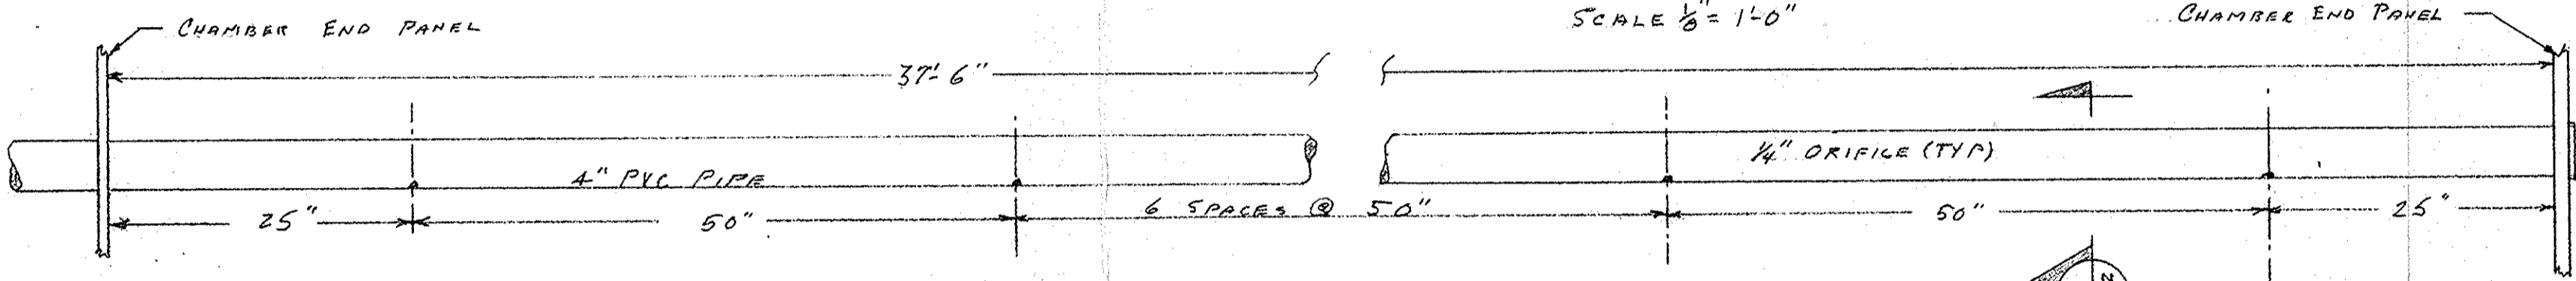 SCALE 1/8" = 1'-0"
CHAMBER END PANEL
CHAMBER END PANEL
37'-6"
1/4" ORIFICE (TYP)
4" PVC PIPE
25"
50"
6 SPACES @ 50"
50"
25"
N